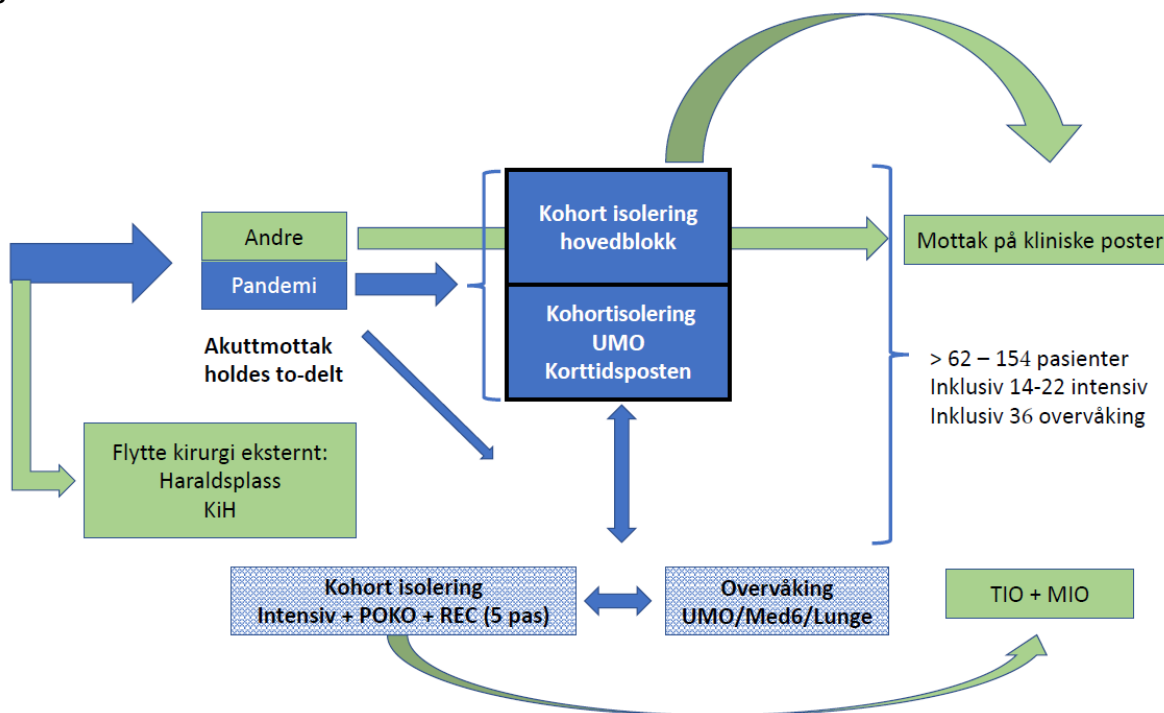 Andre
Pandemi
Akuttmottak
holdes to-delt
Flytte kirurgi eksternt:
Haraldsplass
KiH
Kohort isolering
hovedblokk
Kohortisolering
UMO
Korttidsposten
Mottak på kliniske poster
> 62 – 154 pasienter
Inklusiv 14-22 intensiv
Inklusiv 36 overvåking
Kohort isolering
Intensiv + POKO + REC (5 pas)
Overvåking
UMO/Med6/Lunge
TIO + MIO